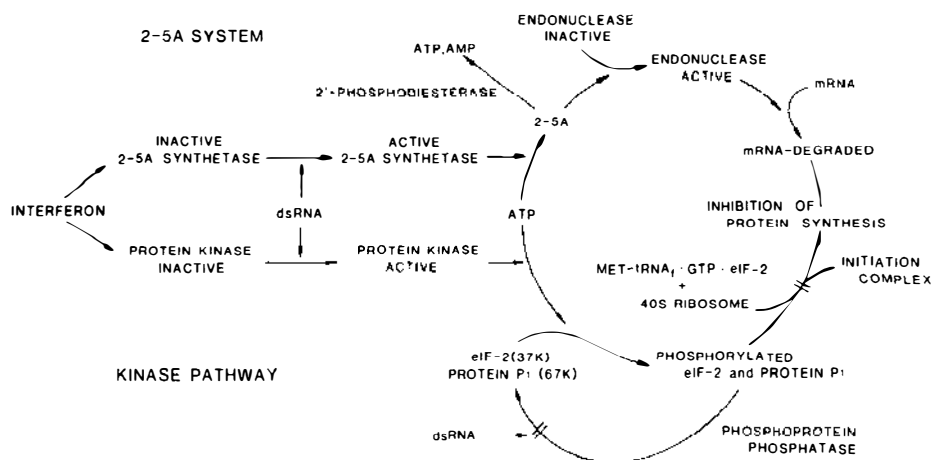 2-5A SYSTEM
ENDONUCLEASE
INACTIVE
ATP, AMP
ENDONUCLEASE
ACTIVE
2'-PHOSPHODIESTERASE
mRNA
2-5A
INACTIVE
2-5A SYNTHETASE
ACTIVE
2-5A SYNTHETASE
mRNA-DEGRADED
INTERFERON
dsRNA
ATP
INHIBITION OF
PROTEIN SYNTHESIS
PROTEIN KINASE
INACTIVE
PROTEIN KINASE
ACTIVE
MET-tRNAf · GTP · eIF-2
+
40S RIBOSOME
INITIATION
COMPLEX
eIF-2(37K)
PROTEIN P1 (67K)
PHOSPHORYLATED
eIF-2 and PROTEIN P1
KINASE PATHWAY
dsRNA
PHOSPHOPROTEIN
PHOSPHATASE